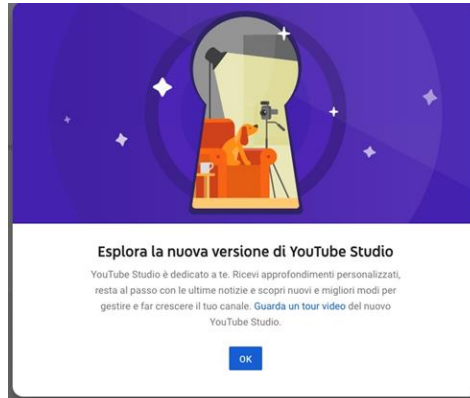 Esplora la nuova versione di YouTube Studio
YouTube Studio è dedicato a te. Ricevi approfondimenti personalizzati,
resta al passo con le ultime notizie e scopri nuovi e migliori modi per
gestire e far crescere il tuo canale. Guarda un tour video del nuovo
YouTube Studio.
OK